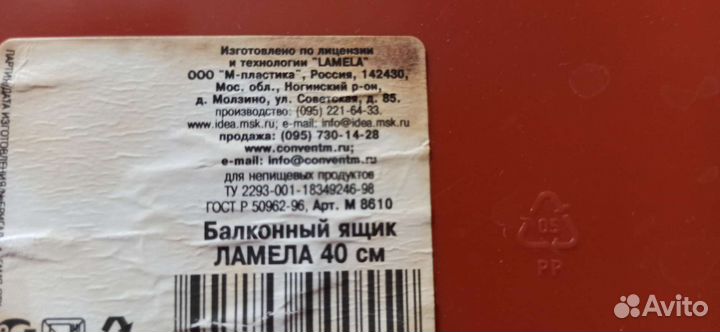 Изготовлено по лицензии
и технологии "LAMELA"
ООО "М-пластика", Россия, 142430,
Мос. обл., Ногинский р-он,
д. Молзино, ул. Советская, д. 85.
производство: (095) 221-64-33.
www.idea.msk.ru; e-mail: info@idea.msk.ru
продажа: (095) 730-14-28
www.conventm.ru;
e-mail: info@conventm.ru
для непищевых продуктов
ТУ 2293-001-18349246-98
ГОСТ Р 50962-96, Арт. М 8610
Балконный ящик
ЛАМЕЛА 40 см
ПАРТИЯ/ДАТА ИЗГОТОВЛЕНИЯ
PP
Avito